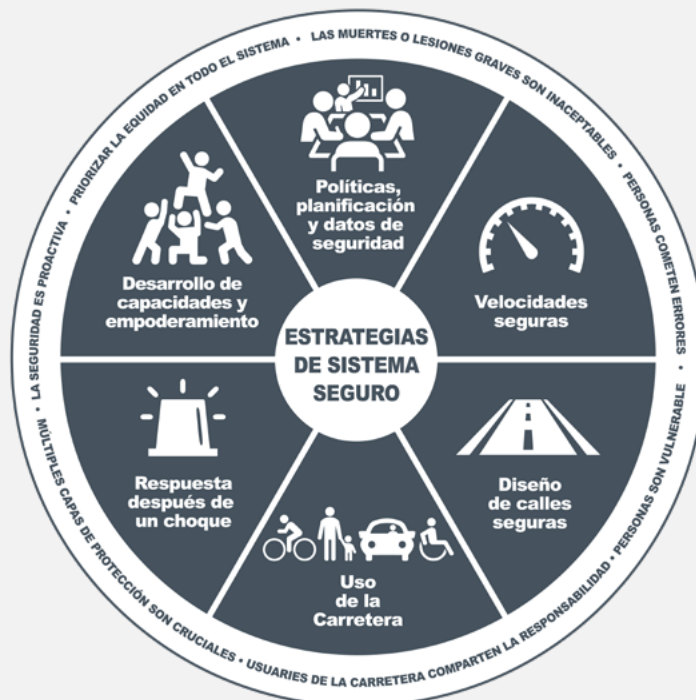 LAS MUERTES O LESIONES GRAVES SON INACEPTABLES • PERSONAS COMETEN ERRORES • PERSONAS SON VULNERABLE • USUARIES DE LA CARRETERA COMPARTEN LA RESPONSABILIDAD • MÚLTIPLES CAPAS DE PROTECCIÓN SON CRUCIALES • LA SEGURIDAD ES PROACTIVA • PRIORIZAR LA EQUIDAD EN TODO EL SISTEMA •
Políticas,
planificación
y datos de
seguridad
Velocidades
seguras
Diseño
de calles
seguras
Uso
de la
Carretera
Respuesta
después de
un choque
Desarrollo de
capacidades y
empoderamiento
ESTRATEGIAS
DE SISTEMA
SEGURO